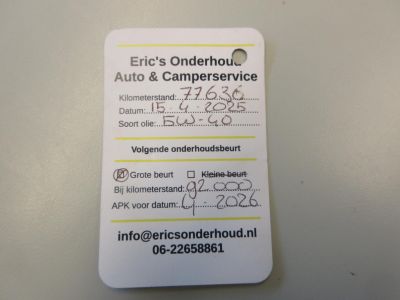 Eric's Onderhoud
Auto & Camperservice
Kilometerstand: 77636
Datum: 15-4-2025
Soort olie: 5W-40
Volgende onderhoudsbeurt
Grote beurt Kleine beurt
Bij kilometerstand: 92.000
APK voor datum: 4-2026
info@ericsonderhoud.nl
06-22658861